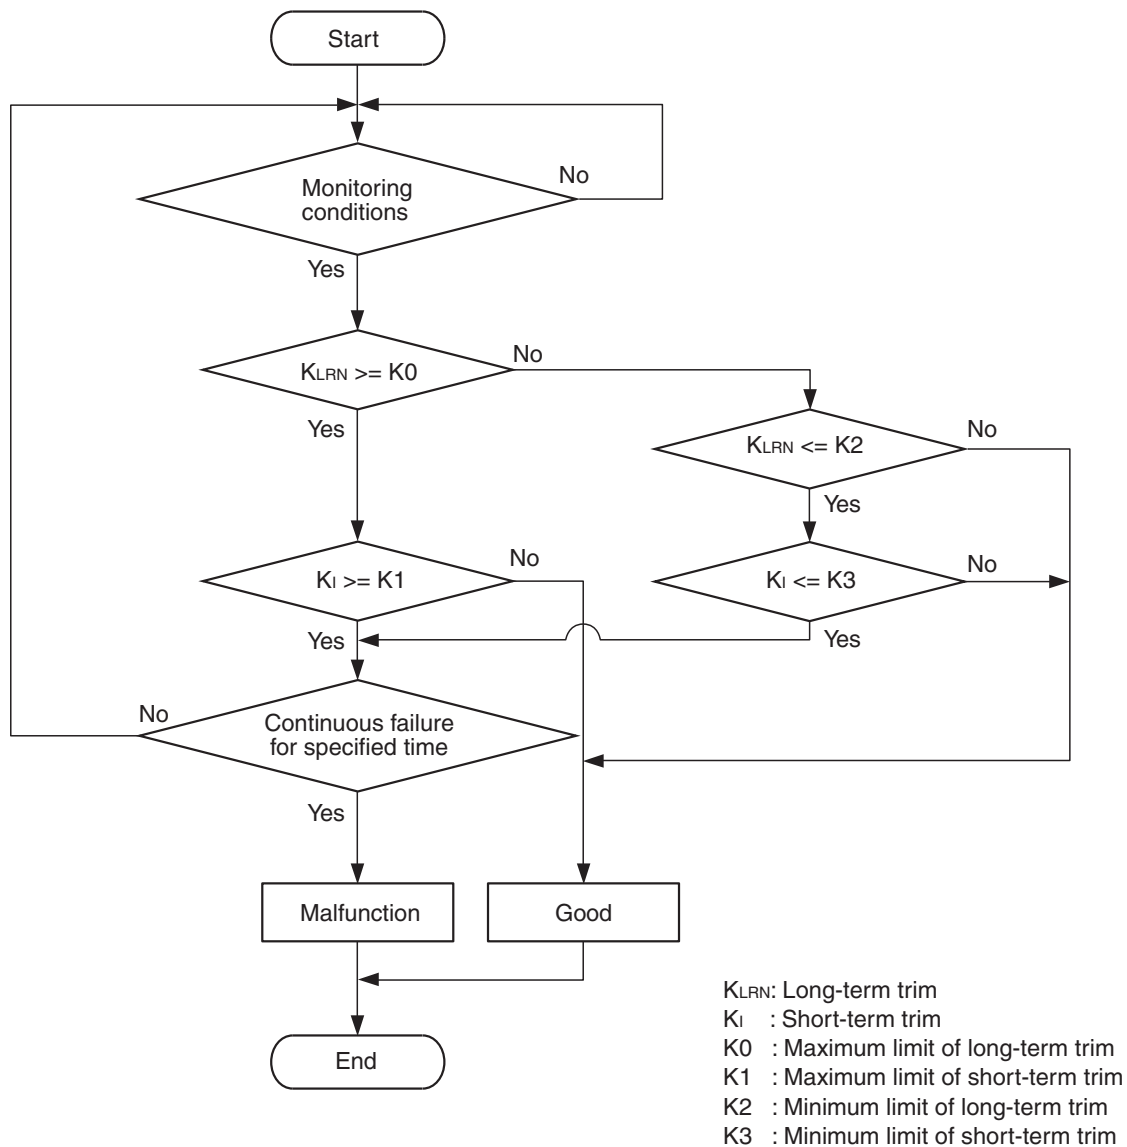 Start
No
Monitoring
conditions
Yes
No
KLRN >= K0
Yes
No
KLRN <= K2
Yes
No
KI >= K1
No
KI <= K3
Yes
Yes
No
Continuous failure
for specified time
Yes
Malfunction
Good
End
KLRN: Long-term trim
KI : Short-term trim
K0 : Maximum limit of long-term trim
K1 : Maximum limit of short-term trim
K2 : Minimum limit of long-term trim
K3 : Minimum limit of short-term trim